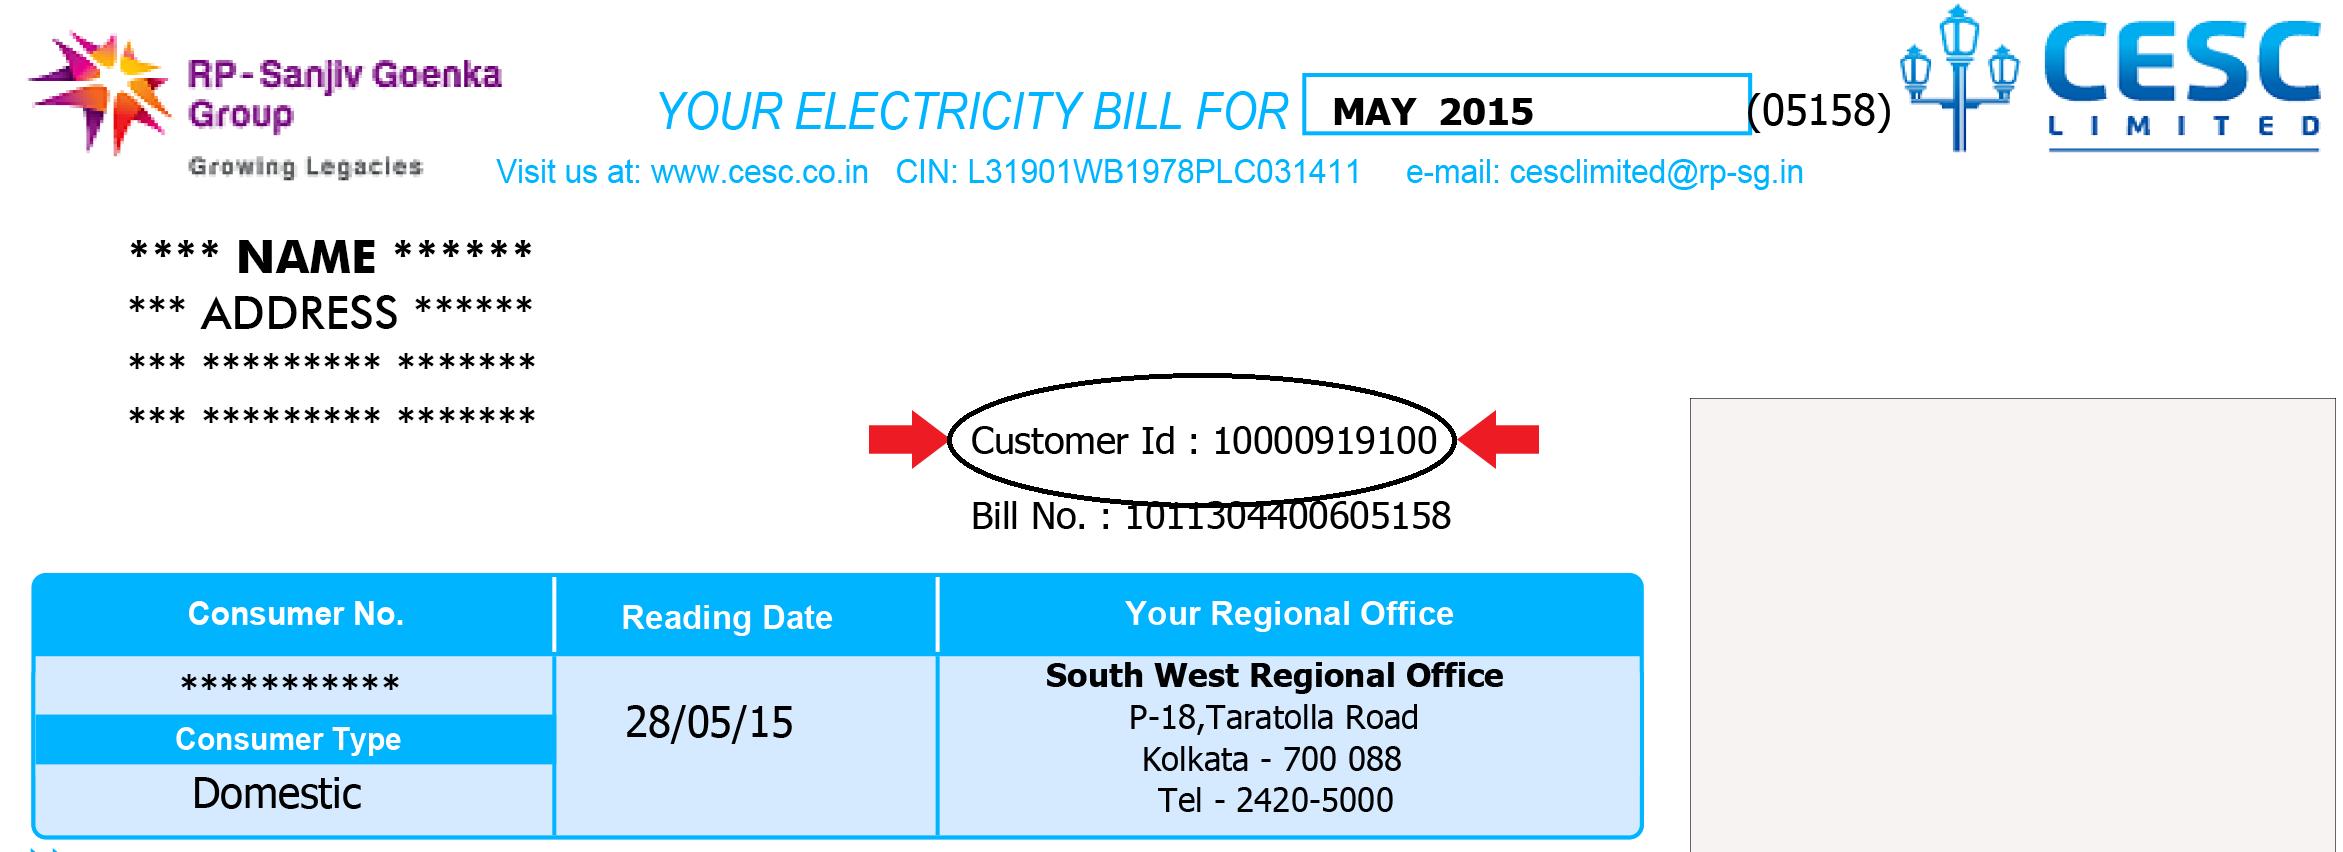 RP-Sanjiv Goenka
Group
Growing Legacies
YOUR ELECTRICITY BILL FOR MAY 2015 (05158)
CESC
LIMITED
Visit us at: www.cesc.co.in CIN: L31901WB1978PLC031411 e-mail: cesclimited@rp-sg.in
**** NAME ******
*** ADDRESS ******
*** ********* *******
*** ********* *******
Customer Id : 10000919100
Bill No. : 1011304400605158
Consumer No.
***********
Consumer Type
Domestic
Reading Date
28/05/15
Your Regional Office
South West Regional Office
P-18,Taratolla Road
Kolkata - 700 088
Tel - 2420-5000